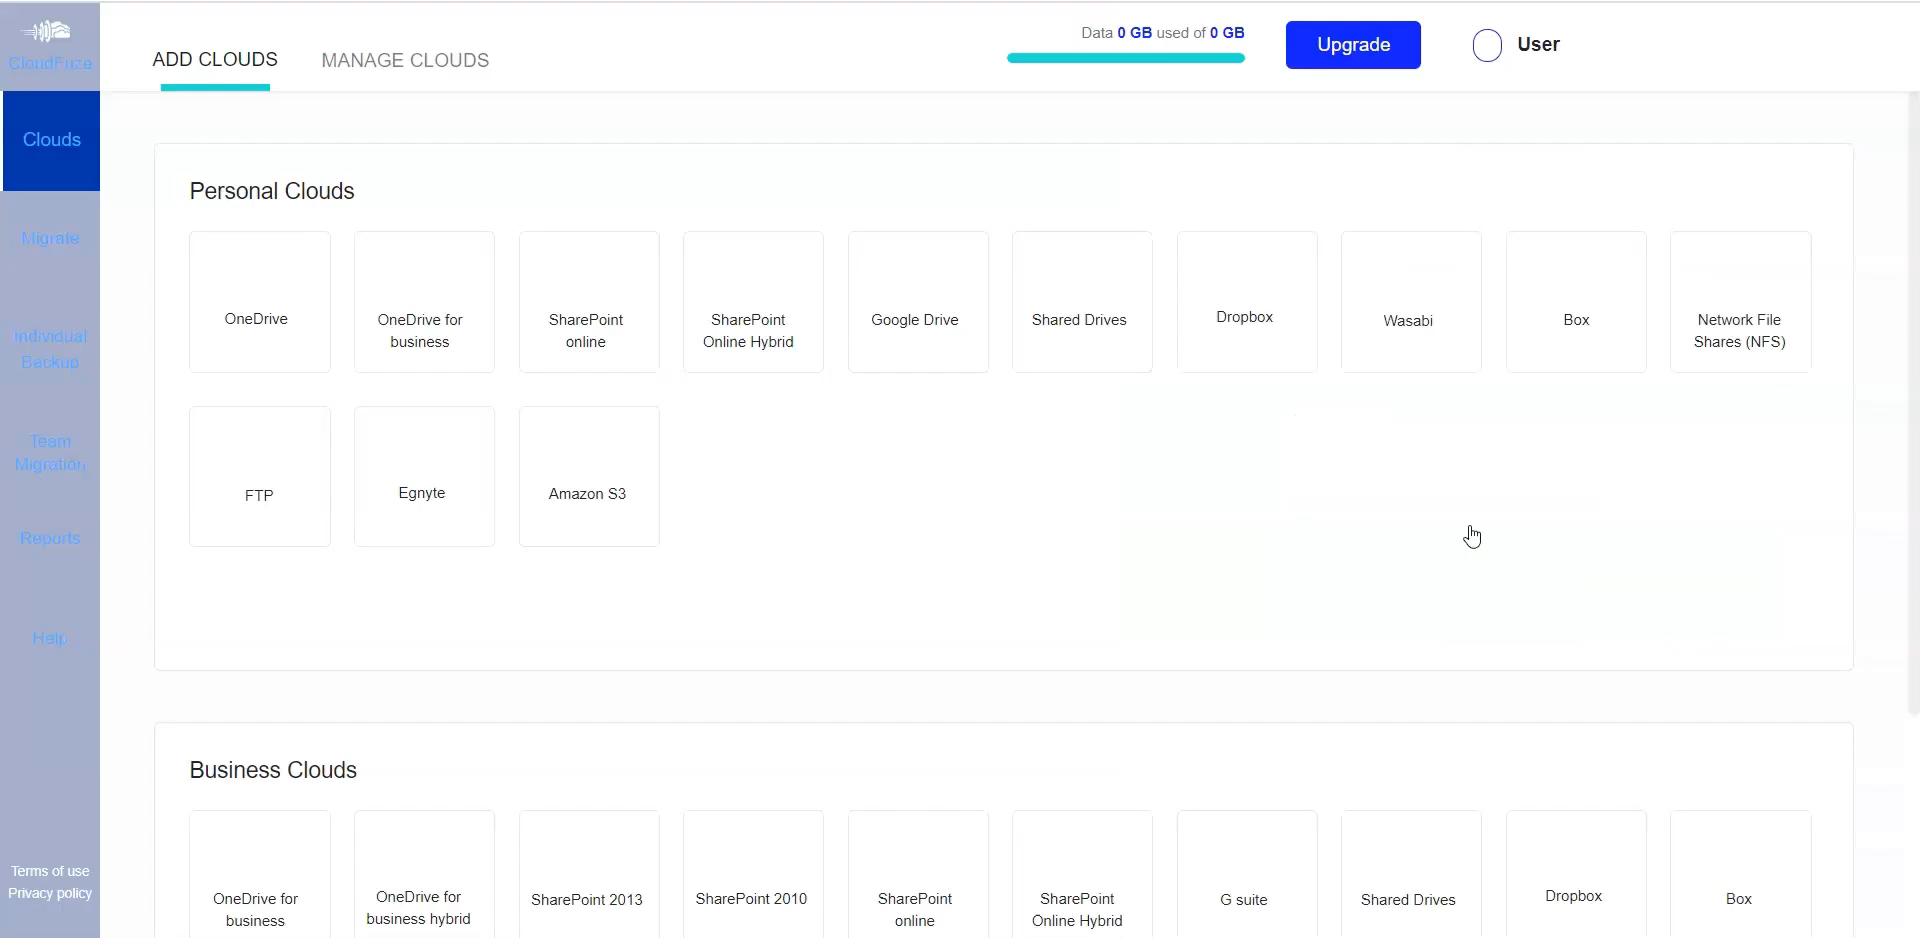 CloudFuze
ADD CLOUDS
MANAGE CLOUDS
Data 0 GB used of 0 GB
Upgrade
User
Clouds
Migrate
Individual
Backup
Team
Migration
Reports
Help
Terms of use
Privacy policy
Personal Clouds
OneDrive
OneDrive for
business
SharePoint
online
SharePoint
Online Hybrid
Google Drive
Shared Drives
Dropbox
Wasabi
Box
Network File
Shares (NFS)
FTP
Egnyte
Amazon S3
Business Clouds
OneDrive for
business
OneDrive for
business hybrid
SharePoint 2013
SharePoint 2010
SharePoint
online
SharePoint
Online Hybrid
G suite
Shared Drives
Dropbox
Box